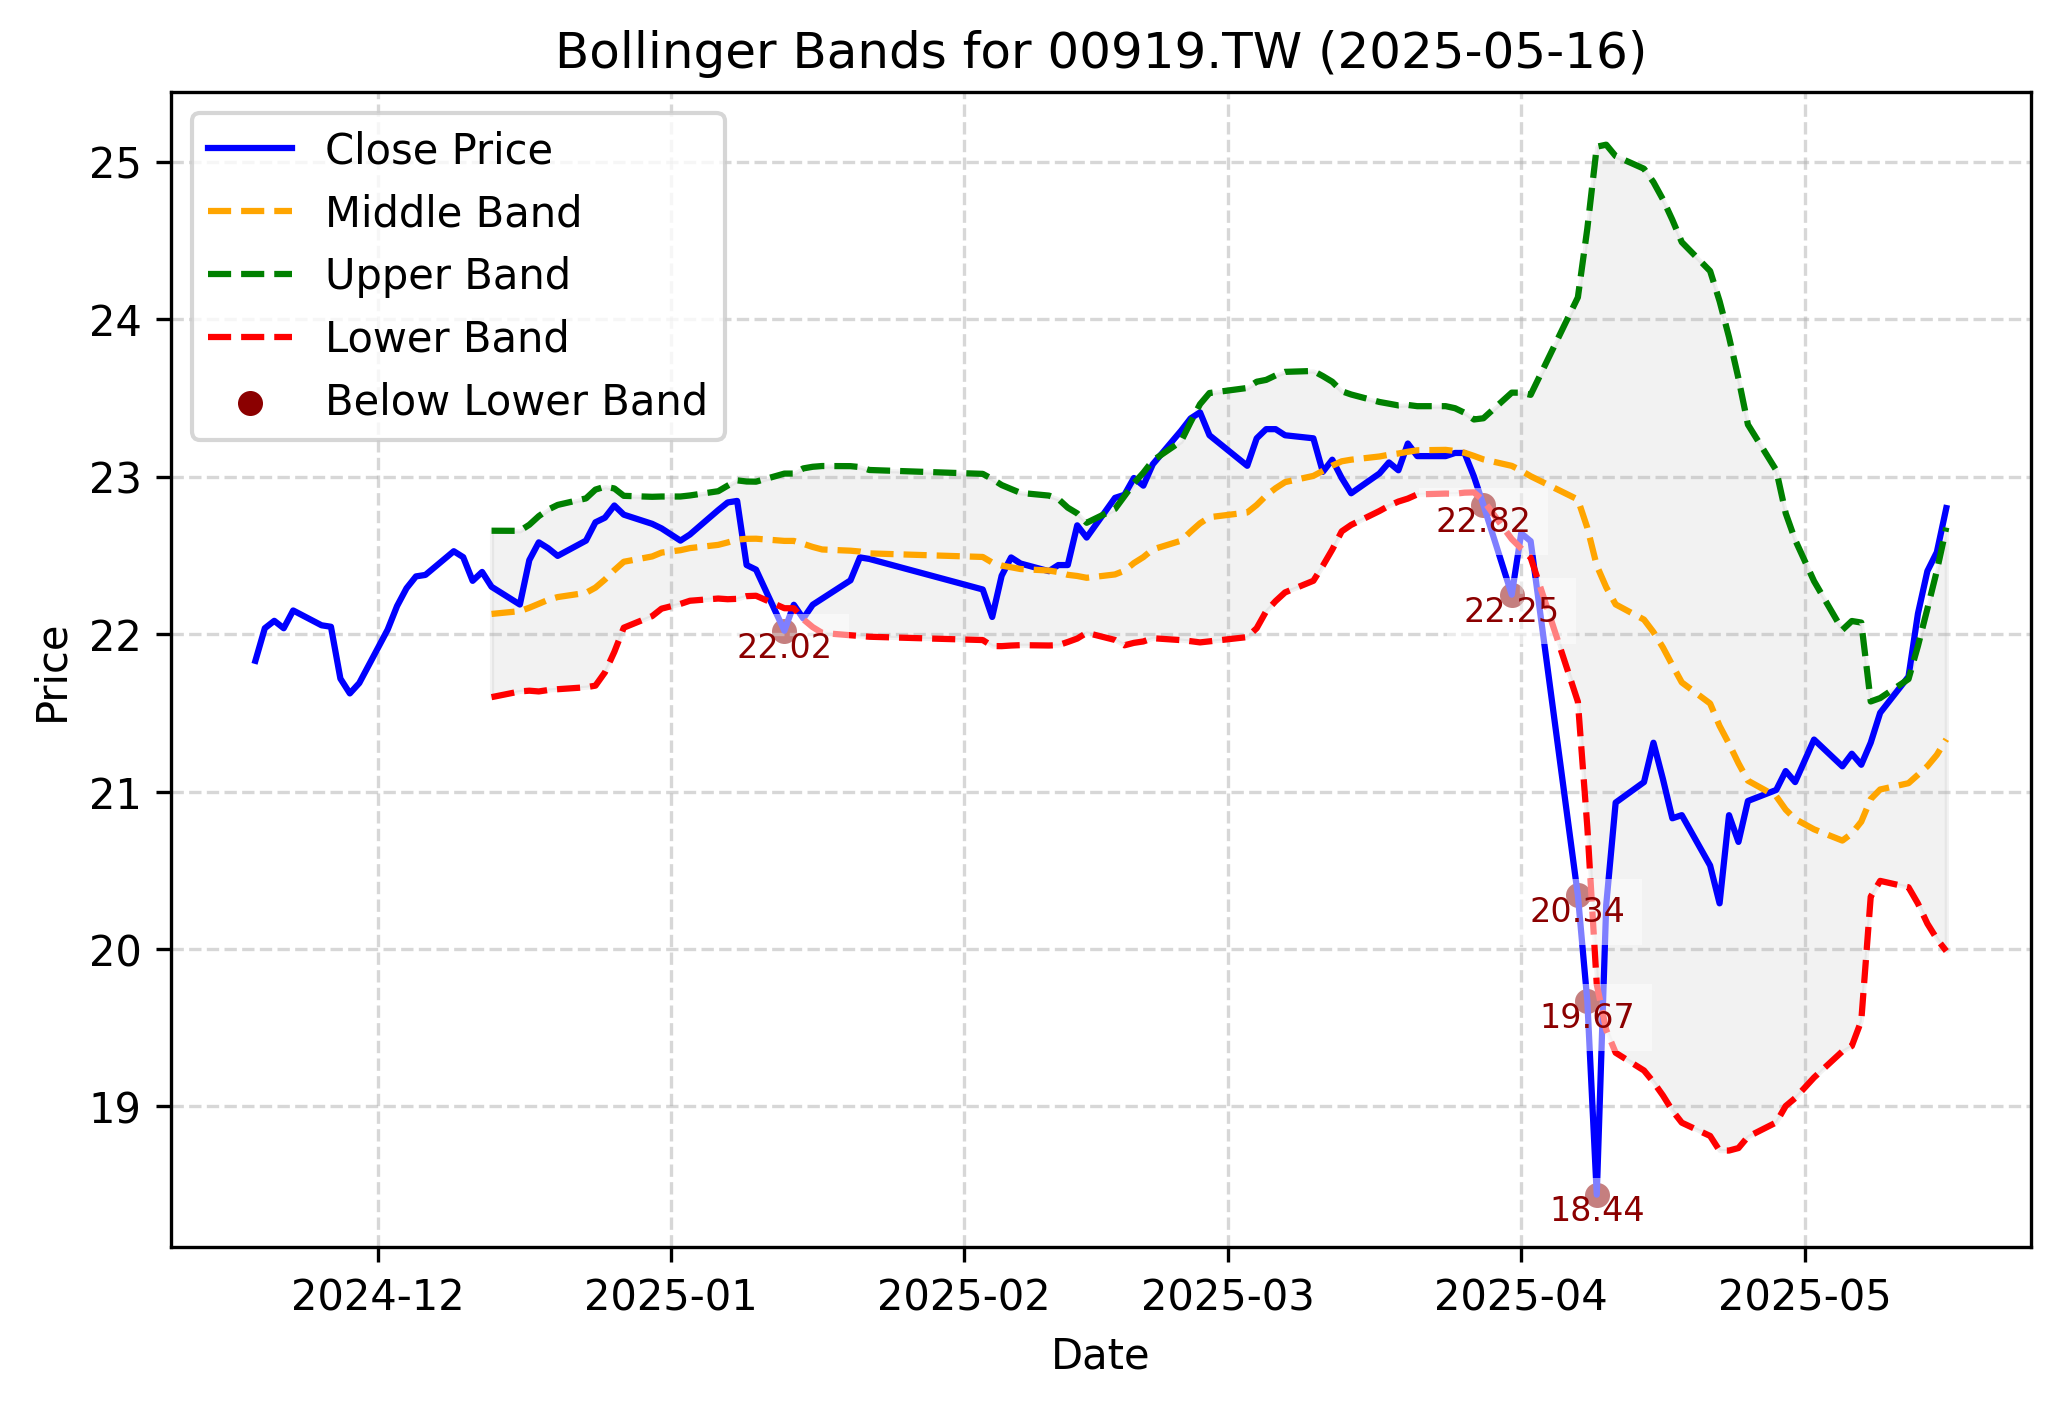 Bollinger Bands for 00919.TW (2025-05-16)
Close Price
Middle Band
Upper Band
Lower Band
Below Lower Band
25
24
23
22
21
20
19
Price
22.02
22.82
22.25
20.34
19.67
18.44
2024-12
2025-01
2025-02
2025-03
2025-04
2025-05
Date